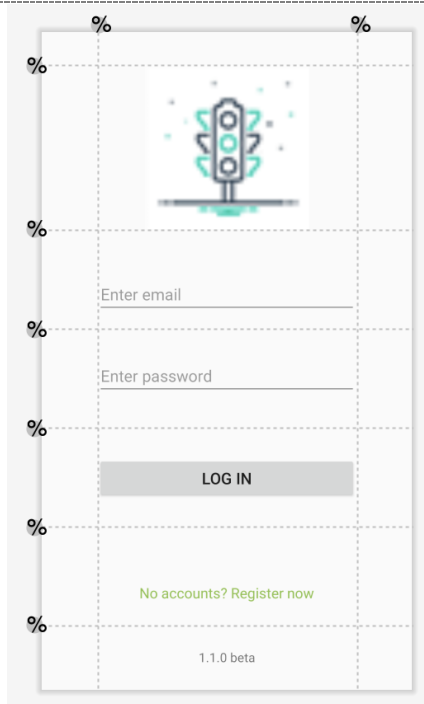 % %
%
%
Enter email
%
Enter password
%
LOG IN
%
No accounts? Register now
%
1.1.0 beta